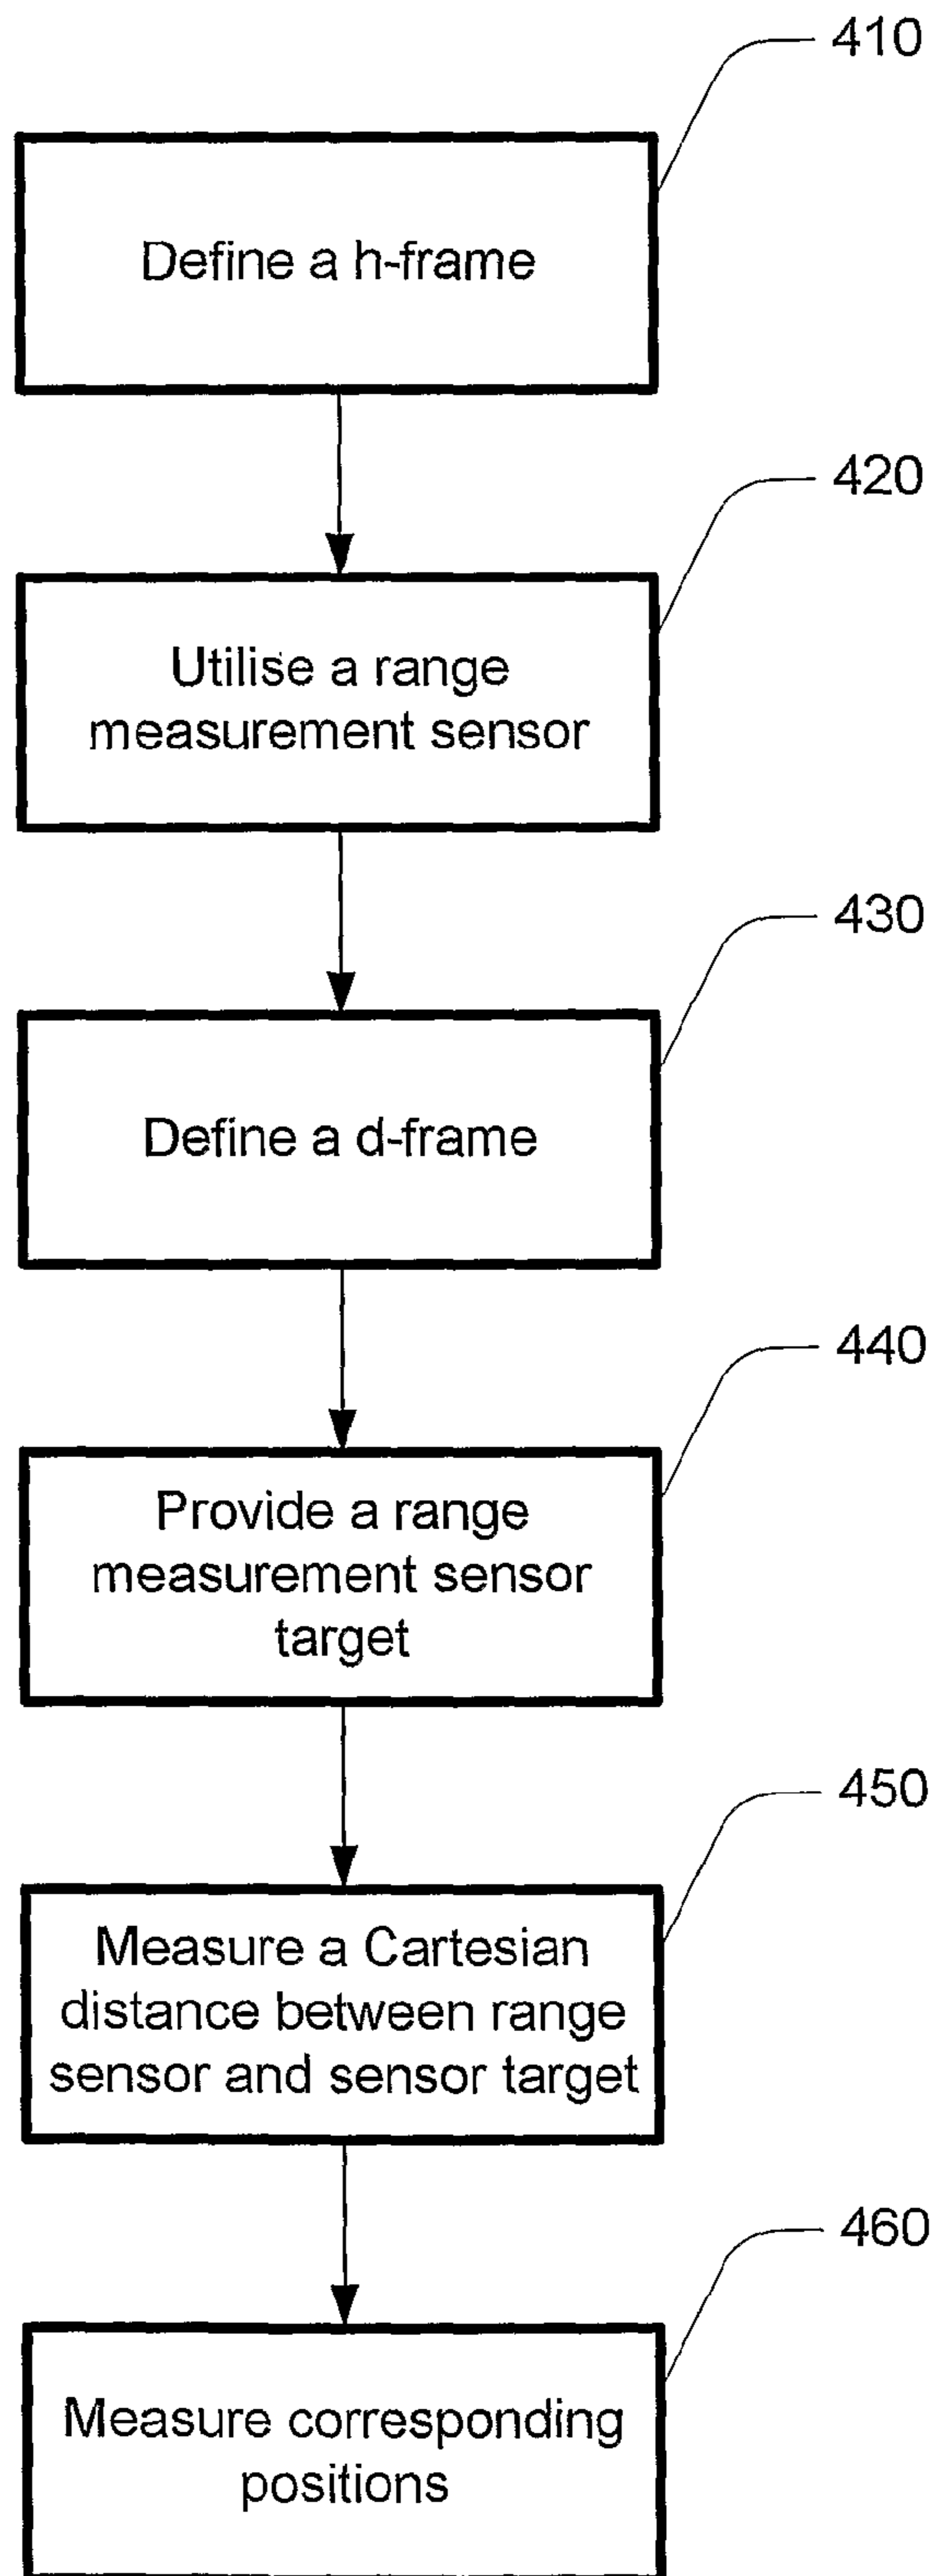 410
Define a h-frame
420
Utilise a range
measurement sensor
430
Define a d-frame
440
Provide a range
measurement sensor
target
450
Measure a Cartesian
distance between range
sensor and sensor target
460
Measure corresponding
positions